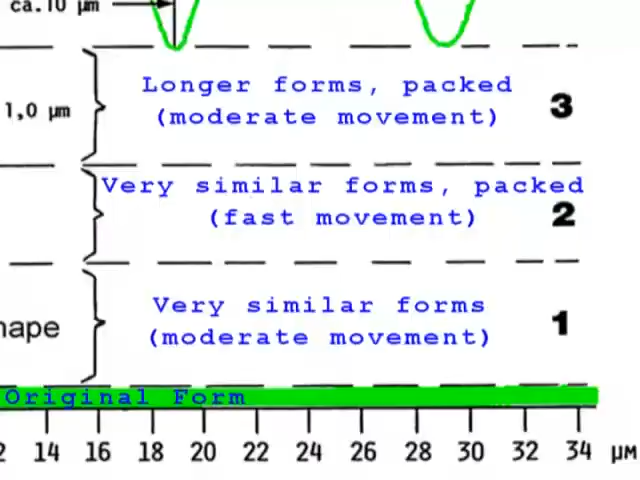 ca.10 µm
Longer forms, packed
1,0 µm
(moderate movement)
3
Very similar forms, packed
(fast movement)
2
Very similar forms
hape
1
(moderate movement)
Original Form
2 14 16 18 20 22 24 26 28 30 32 34 µм